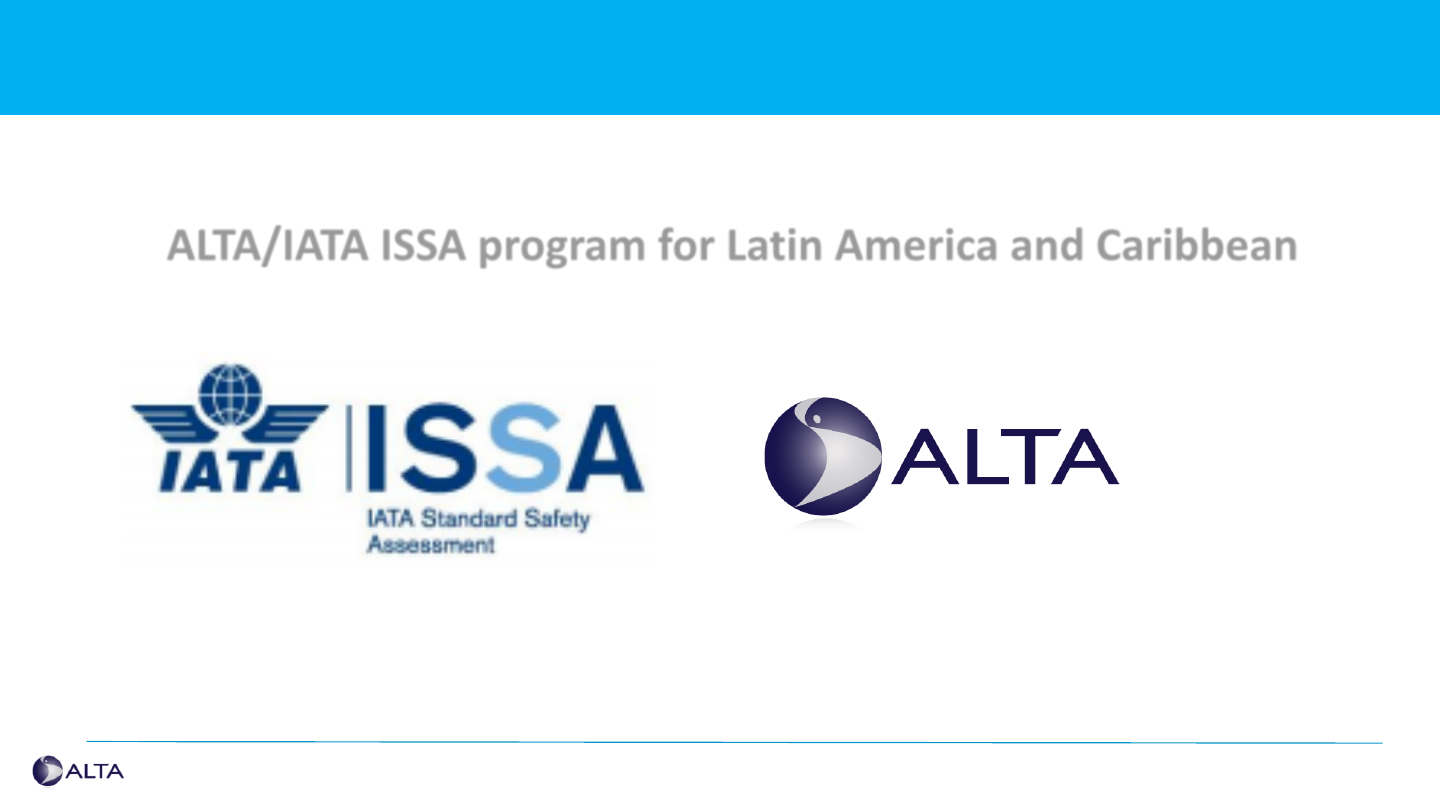 ALTA/IATA ISSA program for Latin America and Caribbean
IATA
ISSA
IATA Standard Safety
Assessment
ALTA
ALTA